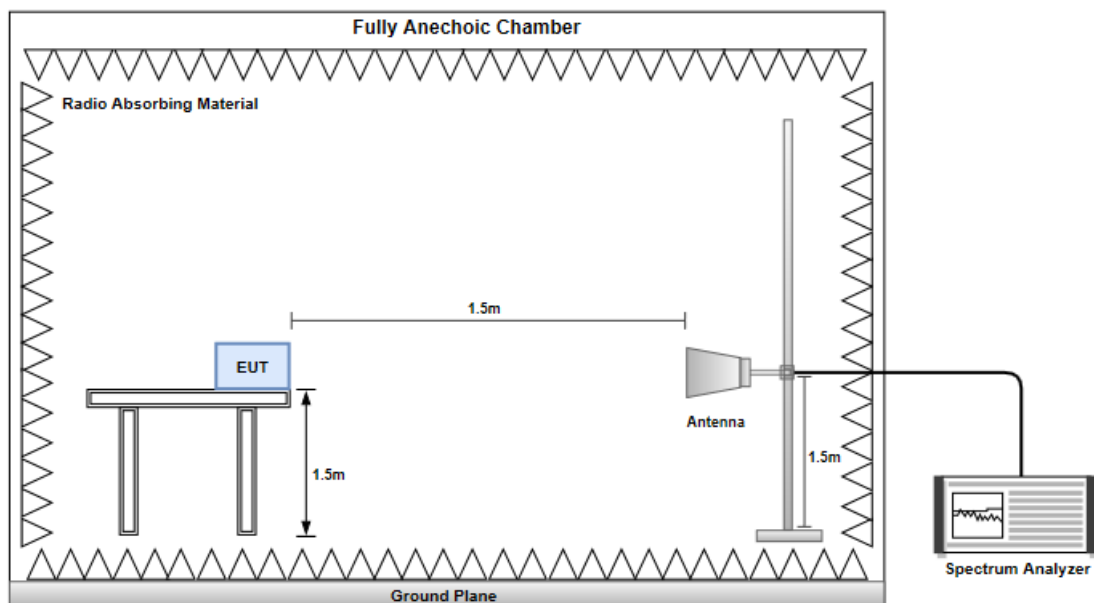 Fully Anechoic Chamber
Radio Absorbing Material
1.5m
EUT
Antenna
1.5m
1.5m
Spectrum Analyzer
Ground Plane